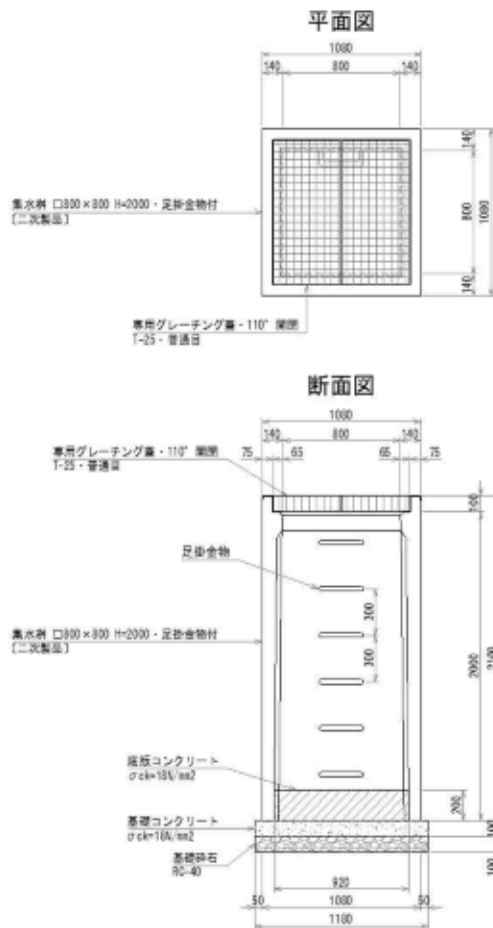 平面図
1080
140 800 140
140
800
1080
140
集水桝 □800×800 H=2000・足掛金物付
[二次製品]
専用グレーチング蓋・110°開閉
T-25・普通目
断面図
1080
140 800 140
専用グレーチング蓋・110°開閉
T-25・普通目
75 65 65 75
100
足掛金物
300
300
集水桝 □800×800 H=2000・足掛金物付
[二次製品]
2000
2100
底版コンクリート
σck=18N/mm2
200
基礎コンクリート
σck=18N/mm2
100
基礎砕石
RC-40
100
920
50 1080 50
1180